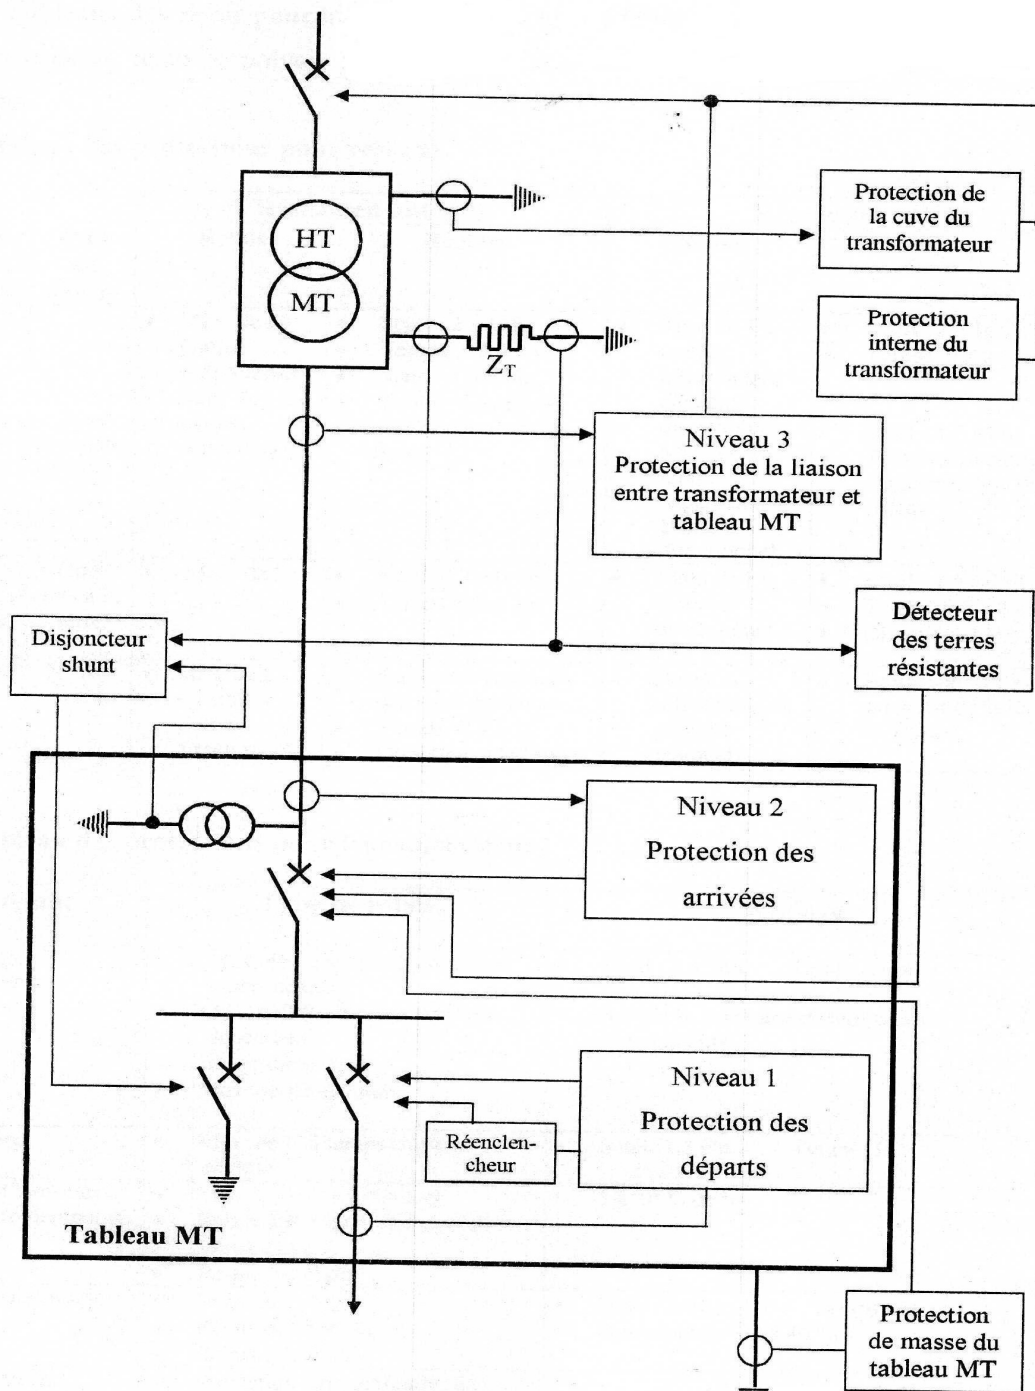 Protection de
la cuve du
transformateur
HT
MT
Protection
interne du
transformateur
Z_T
Niveau 3
Protection de la liaison
entre transformateur et
tableau MT
Disjoncteur
shunt
Détecteur
des terres
résistantes
Niveau 2
Protection des
arrivées
Niveau 1
Protection des
départs
Réenclen-
cheur
Tableau MT
Protection
de masse du
tableau MT